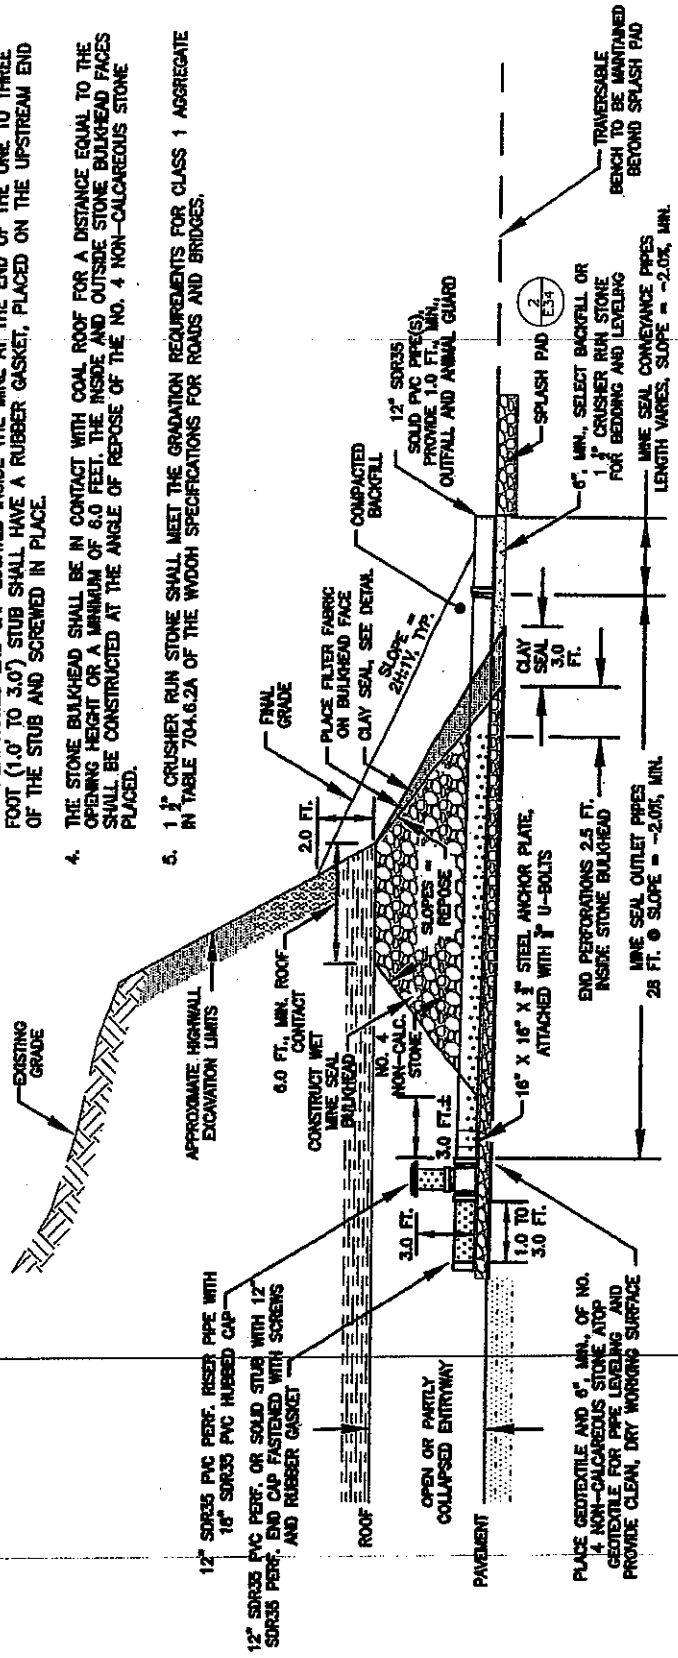 FOOT (1.0' TO 3.0') STUB SHALL HAVE A RUBBER GASKET, PLACED ON THE UPSTREAM END
OF THE STUB AND SCREWED IN PLACE.
4. THE STONE BULKHEAD SHALL BE IN CONTACT WITH COAL ROOF FOR A DISTANCE EQUAL TO THE
OPENING HEIGHT OR A MINIMUM OF 6.0 FEET. THE INSIDE AND OUTSIDE STONE BULKHEAD FACES
SHALL BE CONSTRUCTED AT THE ANGLE OF REPOSE OF THE NO. 4 NON-CALCAREOUS STONE
PLACED.
5. 1 ½" CRUSHER RUN STONE SHALL MEET THE GRADATION REQUIREMENTS FOR CLASS 1 AGGREGATE
IN TABLE 704.6.2A OF THE WVDOH SPECIFICATIONS FOR ROADS AND BRIDGES.
EXISTING
GRADE
APPROXIMATE HIGHWALL
EXCAVATION LIMITS
2.0 FT.
FINAL
GRADE
6.0 FT., MIN. ROOF
CONTACT
CONSTRUCT WET
MINE SEAL
BULKHEAD
PLACE FILTER FABRIC
ON BULKHEAD FACE
CLAY SEAL, SEE DETAIL
SLOPE =
2H:1V, TYP.
COMPACTED
BACKFILL
12" SDR35
SOLID PVC PIPE(S),
PROVIDE 1.0 FT., MIN.,
OUTFALL AND ANIMAL GUARD
12" SDR35 PVC PERF. RISER PIPE WITH
18" SDR35 PVC HUBBED CAP
12" SDR35 PVC PERF. OR SOLID STUB WITH 12"
SDR35 PERF. END CAP FASTENED WITH SCREWS
AND RUBBER GASKET
NO. 4
NON-CALC.
STONE
SLOPES =
REPOSE
ROOF
OPEN OR PARTLY
COLLAPSED ENTRYWAY
PAVEMENT
3.0 FT.
3.0 FT.±
1.0 TO
3.0 FT.
SPLASH PAD
2
E34
TRAVERSABLE
BENCH TO BE MAINTAINED
BEYOND SPLASH PAD
16" STEEL ANCHOR PLATE,
ATTACHED WITH U-BOLTS
CLAY
SEAL
3.0
FT.
6", MIN., SELECT BACKFILL OR
1 ½" CRUSHER RUN STONE
FOR BEDDING AND LEVELING
END PERFORATIONS 2.5 FT.
INSIDE STONE BULKHEAD
MINE SEAL OUTLET PIPES
28 FT. @ SLOPE = -2.0%, MIN.
MINE SEAL CONVEYANCE PIPES
LENGTH VARIES, SLOPE = -2.0%, MIN.
PLACE GEOTEXTILE AND 6", MIN., OF NO.
4 NON-CALCAREOUS STONE ATOP
GEOTEXTILE FOR PIPE LEVELING AND
PROVIDE CLEAN, DRY WORKING SURFACE